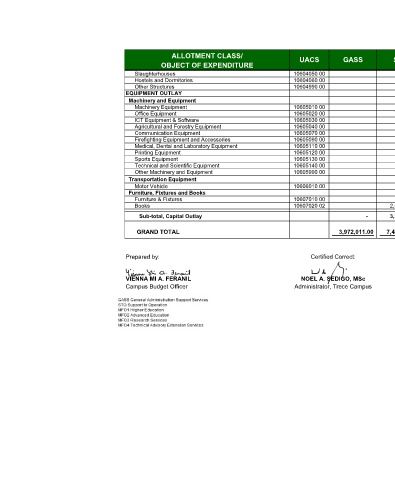 ALLOTMENT CLASS/ OBJECT OF EXPENDITURE UACS GASS
Slaughterhouses 10604050 00
Hostels and Dormitories 10604060 00
Other Structures 10604990 00
EQUIPMENT OUTLAY
Machinery and Equipment
Machinery Equipment 10605010 00
Office Equipment 10605020 00
ICT Equipment & Software 10605030 00
Agricultural and Forestry Equipment 10605040 00
Communication Equipment 10605070 00
Firefighting Equipment and Accessories 10605090 00
Medical, Dental and Laboratory Equipment 10605110 00
Printing Equipment 10605120 00
Sports Equipment 10605130 00
Technical and Scientific Equipment 10605140 00
Other Machinery and Equipment 10605990 00
Transportation Equipment
Motor Vehicle 10606010 00
Furniture, Fixtures and Books
Furniture & Fixtures 10607010 00
Books 10607020 02 2,
Sub-total, Capital Outlay - 3,
GRAND TOTAL 3,972,011.00 7,4
Prepared by: Certified Correct:
VIENNA MI A. FERANIL NOEL A. SEDIGO, MSc
Campus Budget Officer Administrator, Trece Campus
GASS General Administration Support Services
STO Support to Operation
MFO1 Higher Education
MFO2 Advanced Education
MFO3 Research Services
MFO4 Technical Advisory Extension Services